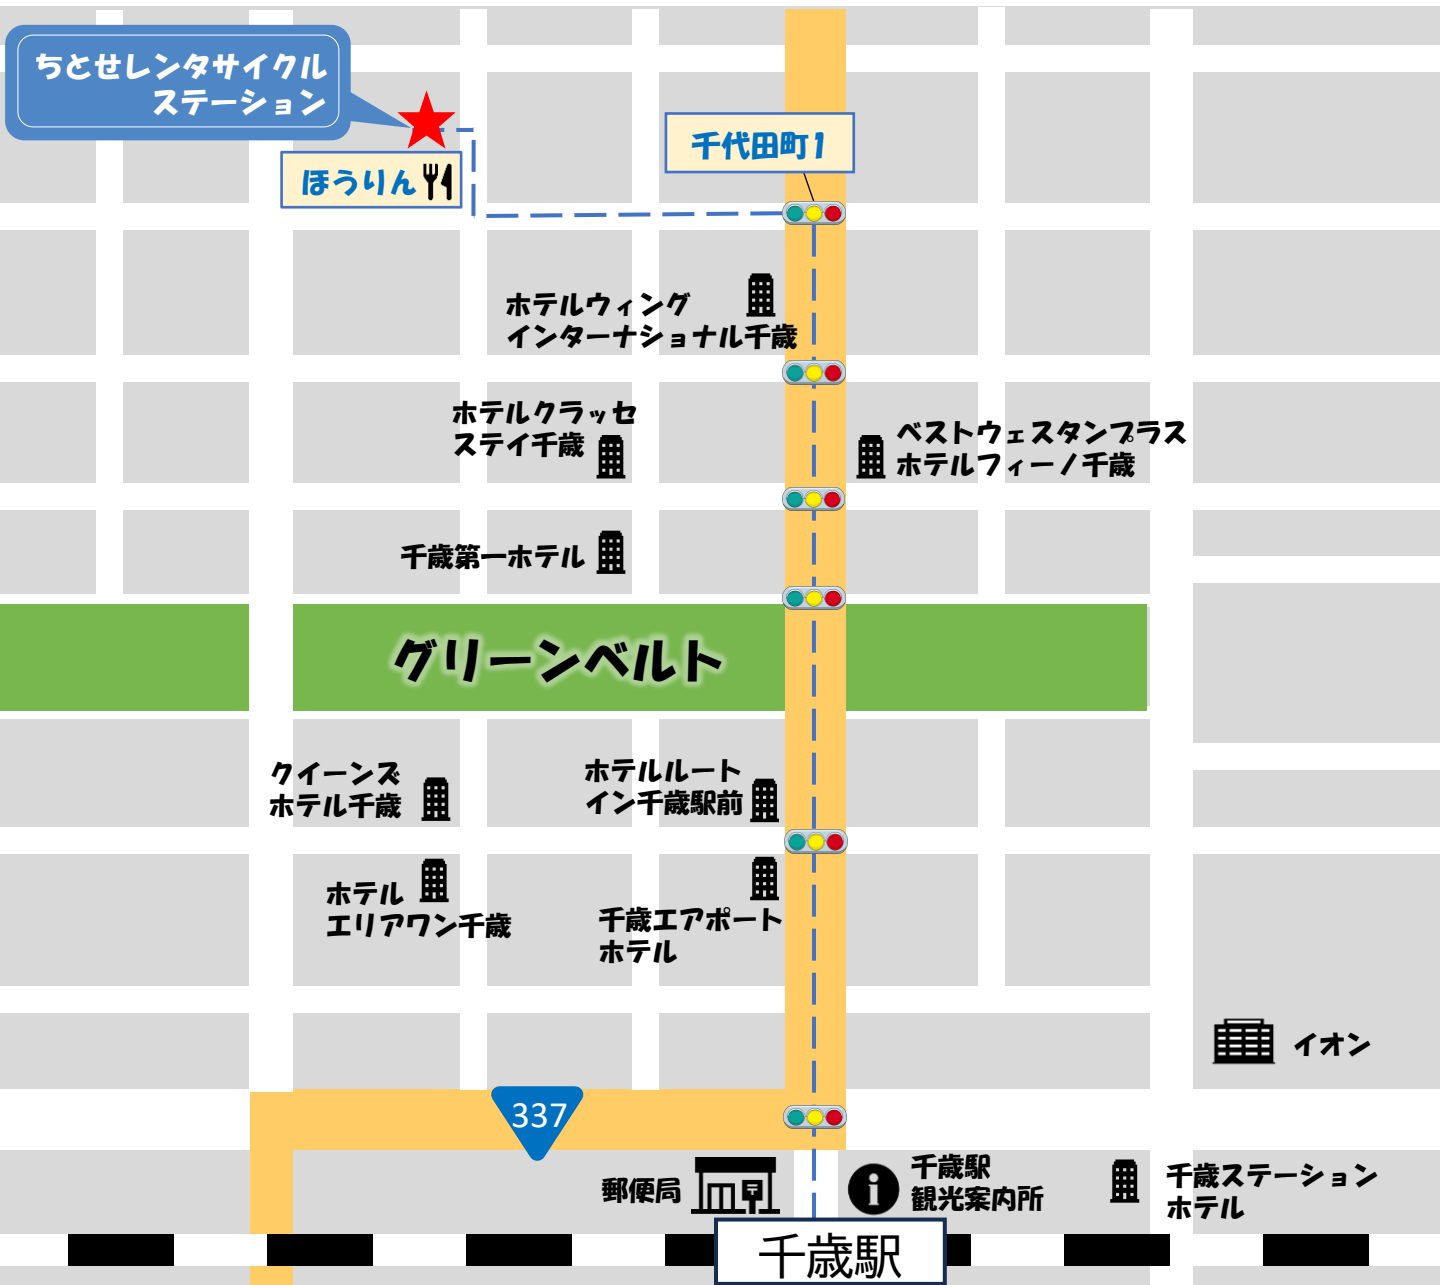 ちとせレンタサイクル
ステーション
ほうりん
千代田町1
ホテルウィング
インターナショナル千歳
ホテルクラッセ
ステイ千歳
ベストウェスタンプラス
ホテルフィーノ千歳
千歳第一ホテル
グリーンベルト
クイーンズ
ホテル千歳
ホテルルート
イン千歳駅前
ホテル
エリアワン千歳
千歳エアポート
ホテル
イオン
337
郵便局
千歳駅
観光案内所
千歳ステーション
ホテル
千歳駅